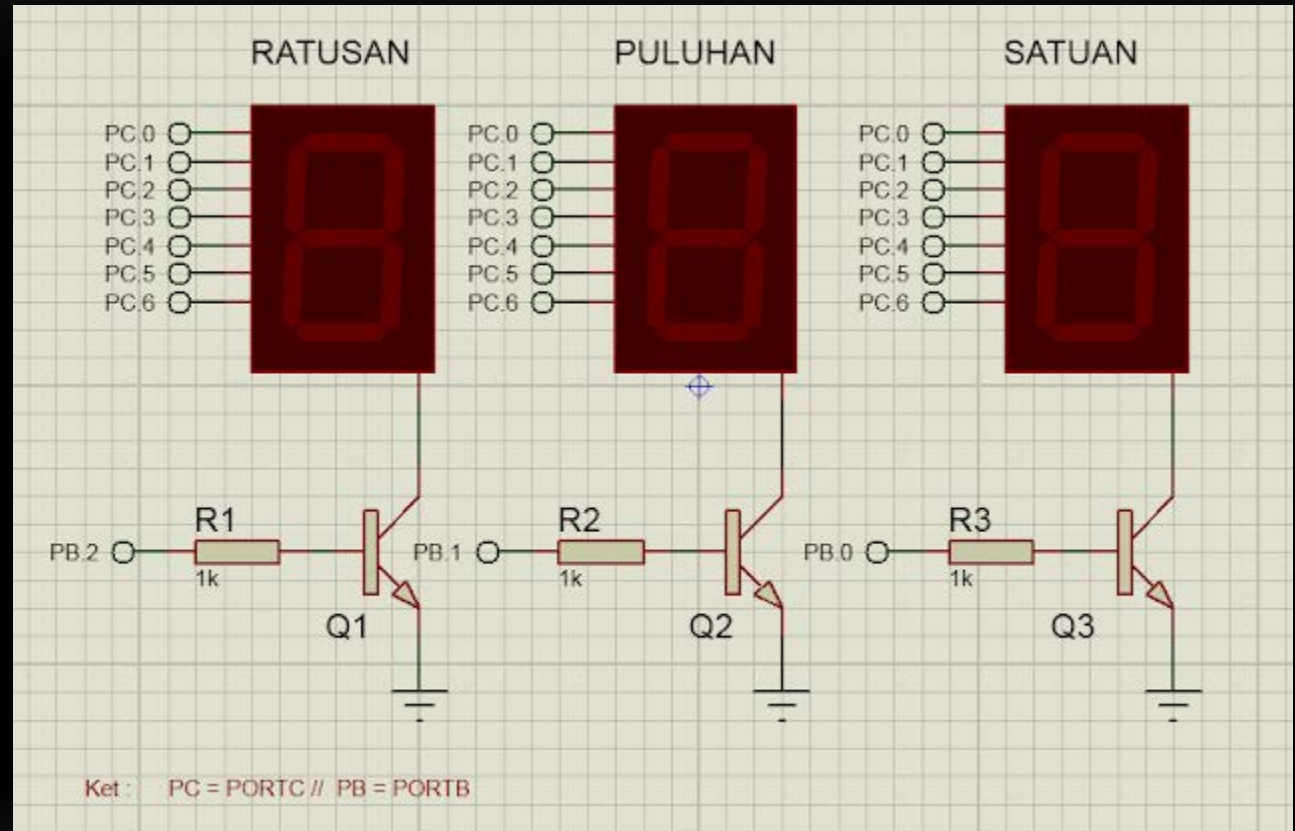 RATUSAN PULUHAN SATUAN
PC.0 PC.0 PC.0
PC.1 PC.1 PC.1
PC.2 PC.2 PC.2
PC.3 PC.3 PC.3
PC.4 PC.4 PC.4
PC.5 PC.5 PC.5
PC.6 PC.6 PC.6
R1 R2 R3
PB.2 PB.1 PB.0
1k 1k 1k
Q1 Q2 Q3
Ket : PC = PORTC // PB = PORTB